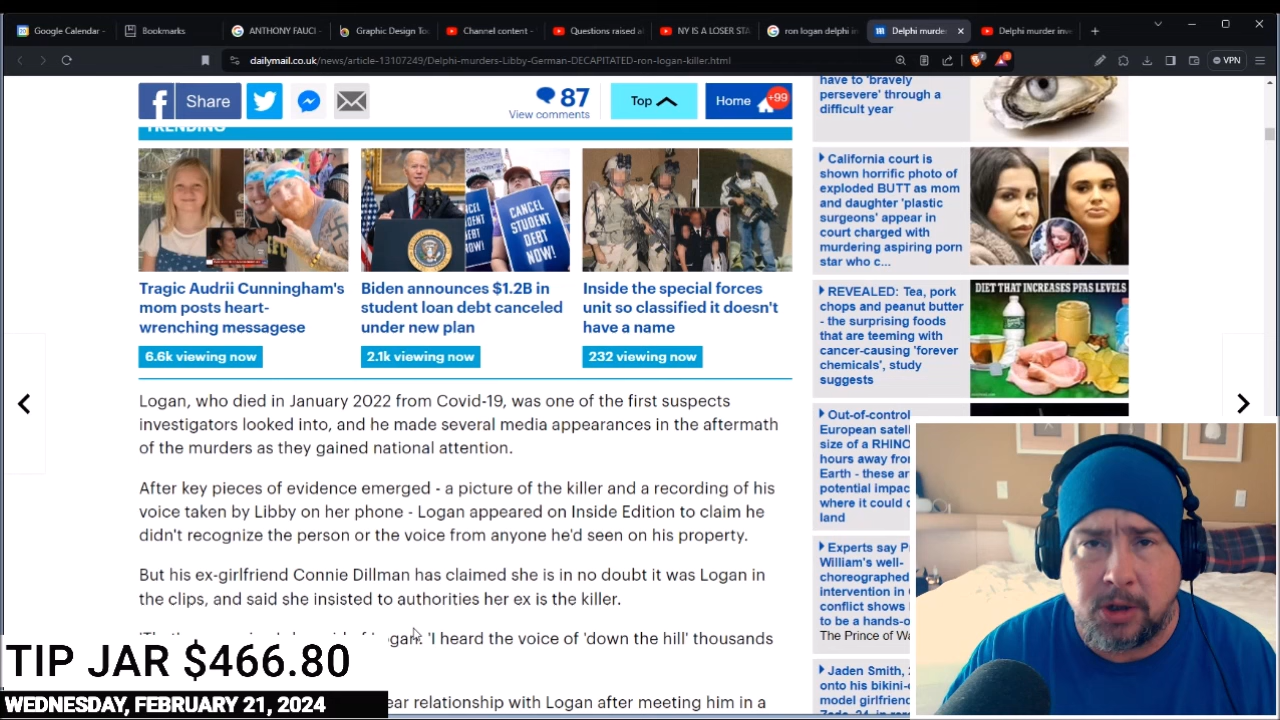 Google Calendar -
Bookmarks
ANTHONY FAUCI -
Graphic Design To
Channel content -
Questions raised a
NY IS A LOSER STA
ron logan delphi in
Delphi murder
Delphi murder inve
dailymail.co.uk/news/article-13107249/Delphi-murders-Libby-German-DECAPITATED-ron-logan-killer.html
VPN
Share
87
View comments
Top
Home
+99
TRENDING
Tragic Audrii Cunningham's
mom posts heart-
wrenching messagese
6.6k viewing now
CANCEL
STUDENT
DEBT
NOW!
Biden announces $1.2B in
student loan debt canceled
under new plan
2.1k viewing now
Inside the special forces
unit so classified it doesn't
have a name
232 viewing now
Logan, who died in January 2022 from Covid-19, was one of the first suspects
investigators looked into, and he made several media appearances in the aftermath
of the murders as they gained national attention.
After key pieces of evidence emerged - a picture of the killer and a recording of his
voice taken by Libby on her phone - Logan appeared on Inside Edition to claim he
didn't recognize the person or the voice from anyone he'd seen on his property.
But his ex-girlfriend Connie Dillman has claimed she is in no doubt it was Logan in
the clips, and said she insisted to authorities her ex is the killer.
'I heard the voice of 'down the hill' thousands
ear relationship with Logan after meeting him in a
have to 'bravely
persevere' through a
difficult year
California court is
shown horrific photo of
exploded BUTT as mom
and daughter 'plastic
surgeons' appear in
court charged with
murdering aspiring porn
star who c...
REVEALED: Tea, pork
chops and peanut butter
- the surprising foods
that are teeming with
cancer-causing 'forever
chemicals', study
suggests
DIET THAT INCREASES PFAS LEVELS
Out-of-control
European satell
size of a RHINO
hours away fro
Earth - these ar
potential impac
where it could c
land
Experts say P
William's well-
choreographed
intervention in
conflict shows
to be a hands-o
The Prince of Wa
Jaden Smith, 2
onto his bikini-c
model girlfriend
TIP JAR $466.80
WEDNESDAY, FEBRUARY 21, 2024